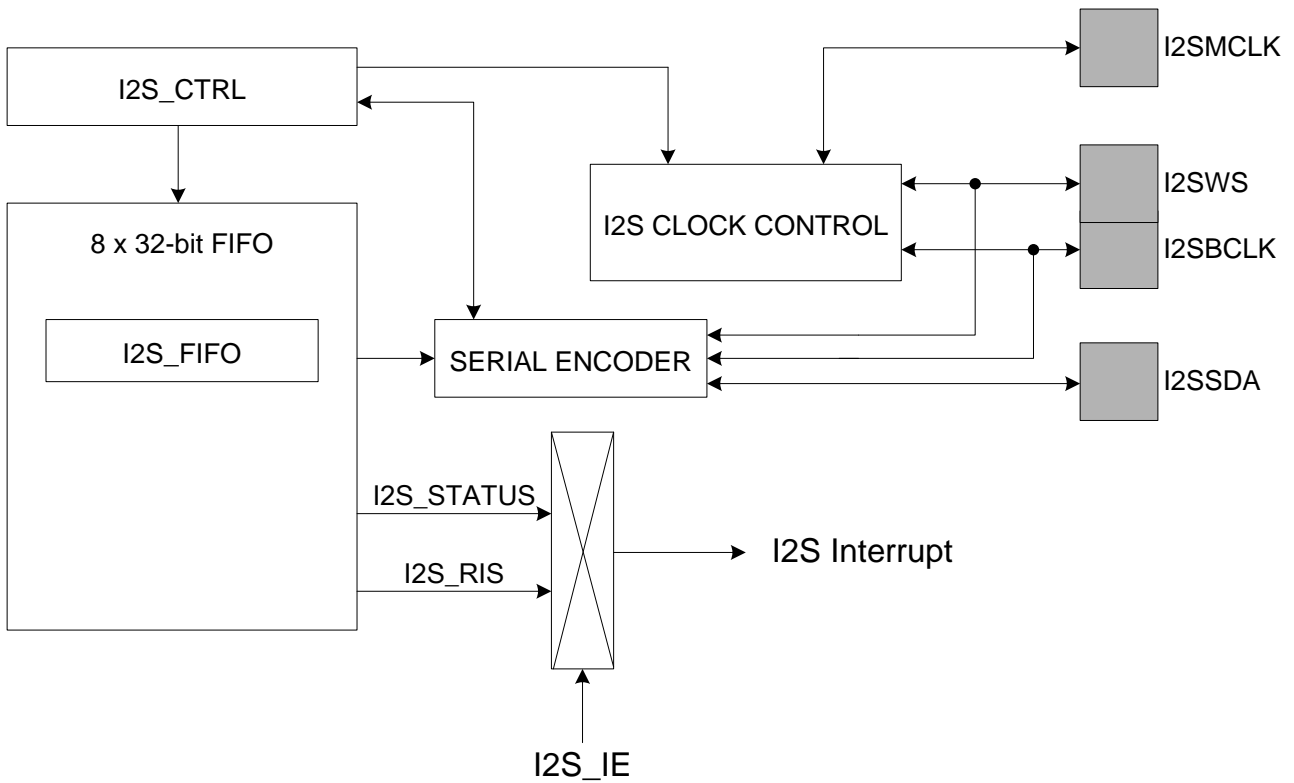 I2SMCLK
I2S_CTRL
I2SWS
I2S CLOCK CONTROL
8 x 32-bit FIFO
I2SBCLK
I2S_FIFO
SERIAL ENCODER
I2SSDA
I2S_STATUS
I2S Interrupt
I2S_RIS
I2S_IE